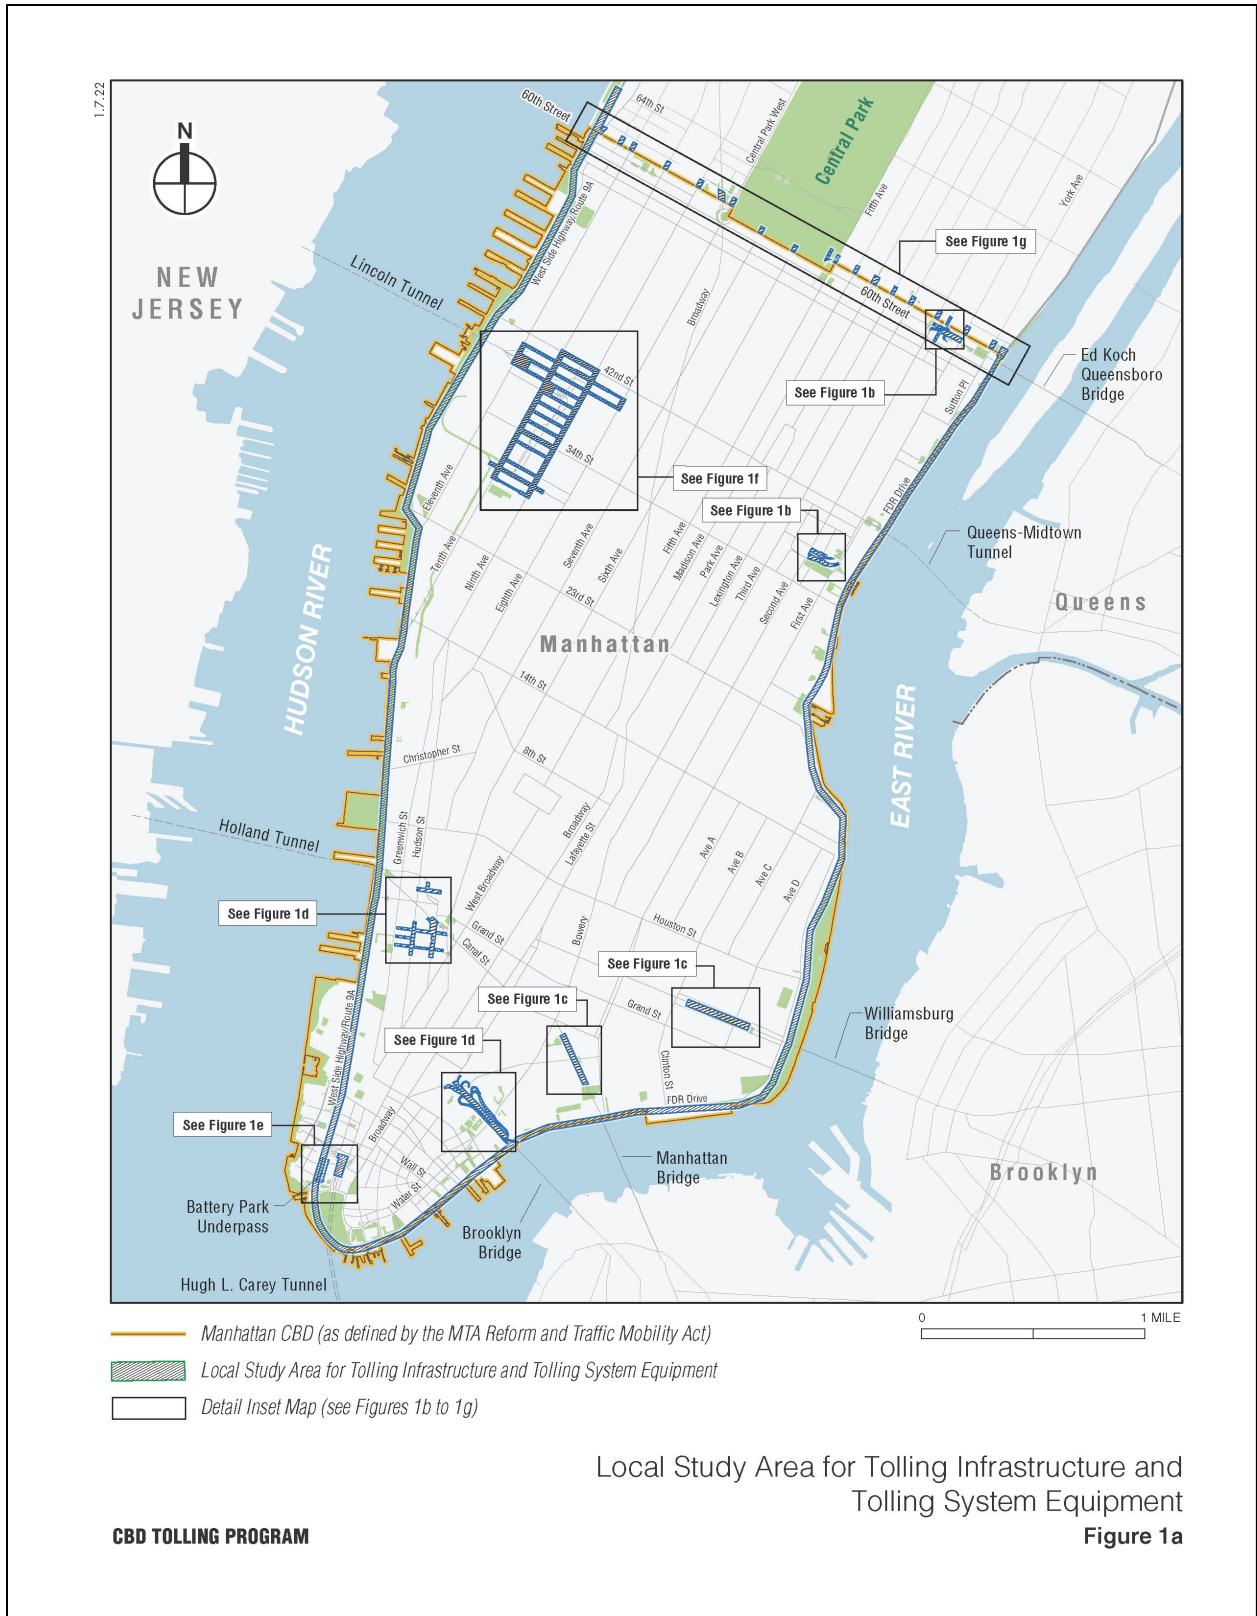 1.7.22
60th Street
64th St
Central Park West
Central Park
Fifth Ave
York Ave
N
NEW
JERSEY
Lincoln Tunnel
West Side Highway/Route 9A
Broadway
See Figure 1g
60th Street
Ed Koch
Queensboro
Bridge
See Figure 1b
Sutton Pl
42nd St
34th St
See Figure 1f
See Figure 1b
FDR Drive
Queens-Midtown
Tunnel
Queens
Eleventh Ave
Tenth Ave
Ninth Ave
Eighth Ave
Seventh Ave
Sixth Ave
Fifth Ave
Madison Ave
Park Ave
Lexington Ave
Third Ave
Second Ave
First Ave
23rd St
Manhattan
HUDSON RIVER
14th St
EAST RIVER
Christopher St
8th St
Holland Tunnel
Greenwich St
Hudson St
West Broadway
Broadway
Lafayette St
Ave A
Ave B
Ave C
Ave D
See Figure 1d
Grand St
Canal St
Bowery
Houston St
See Figure 1c
See Figure 1c
Grand St
Williamsburg
Bridge
West Side Highway/Route 9A
See Figure 1d
Clinton St
FDR Drive
See Figure 1e
Broadway
Wall St
Water St
Manhattan
Bridge
Brooklyn
Battery Park
Underpass
Brooklyn
Bridge
Hugh L. Carey Tunnel
0 1 MILE
Manhattan CBD (as defined by the MTA Reform and Traffic Mobility Act)
Local Study Area for Tolling Infrastructure and Tolling System Equipment
Detail Inset Map (see Figures 1b to 1g)
Local Study Area for Tolling Infrastructure and
Tolling System Equipment
CBD TOLLING PROGRAM
Figure 1a